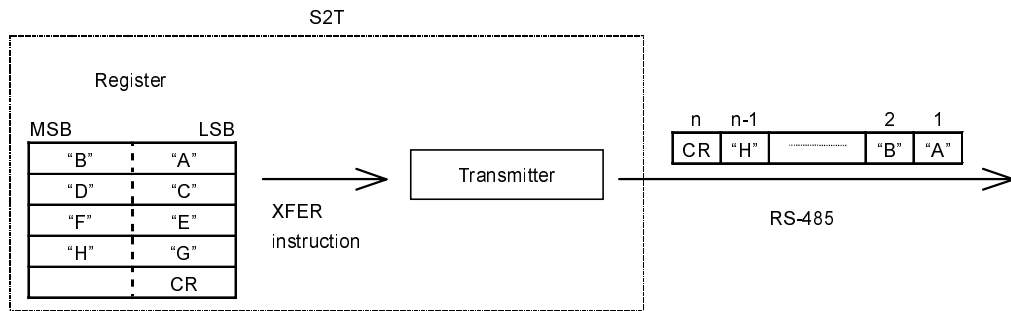 S2T
Register
MSB LSB
“B” “A”
“D” “C”
“F” “E”
“H” “G”
CR
XFER
instruction
Transmitter
n n-1 2 1
CR “H” ........................ “B” “A”
RS-485